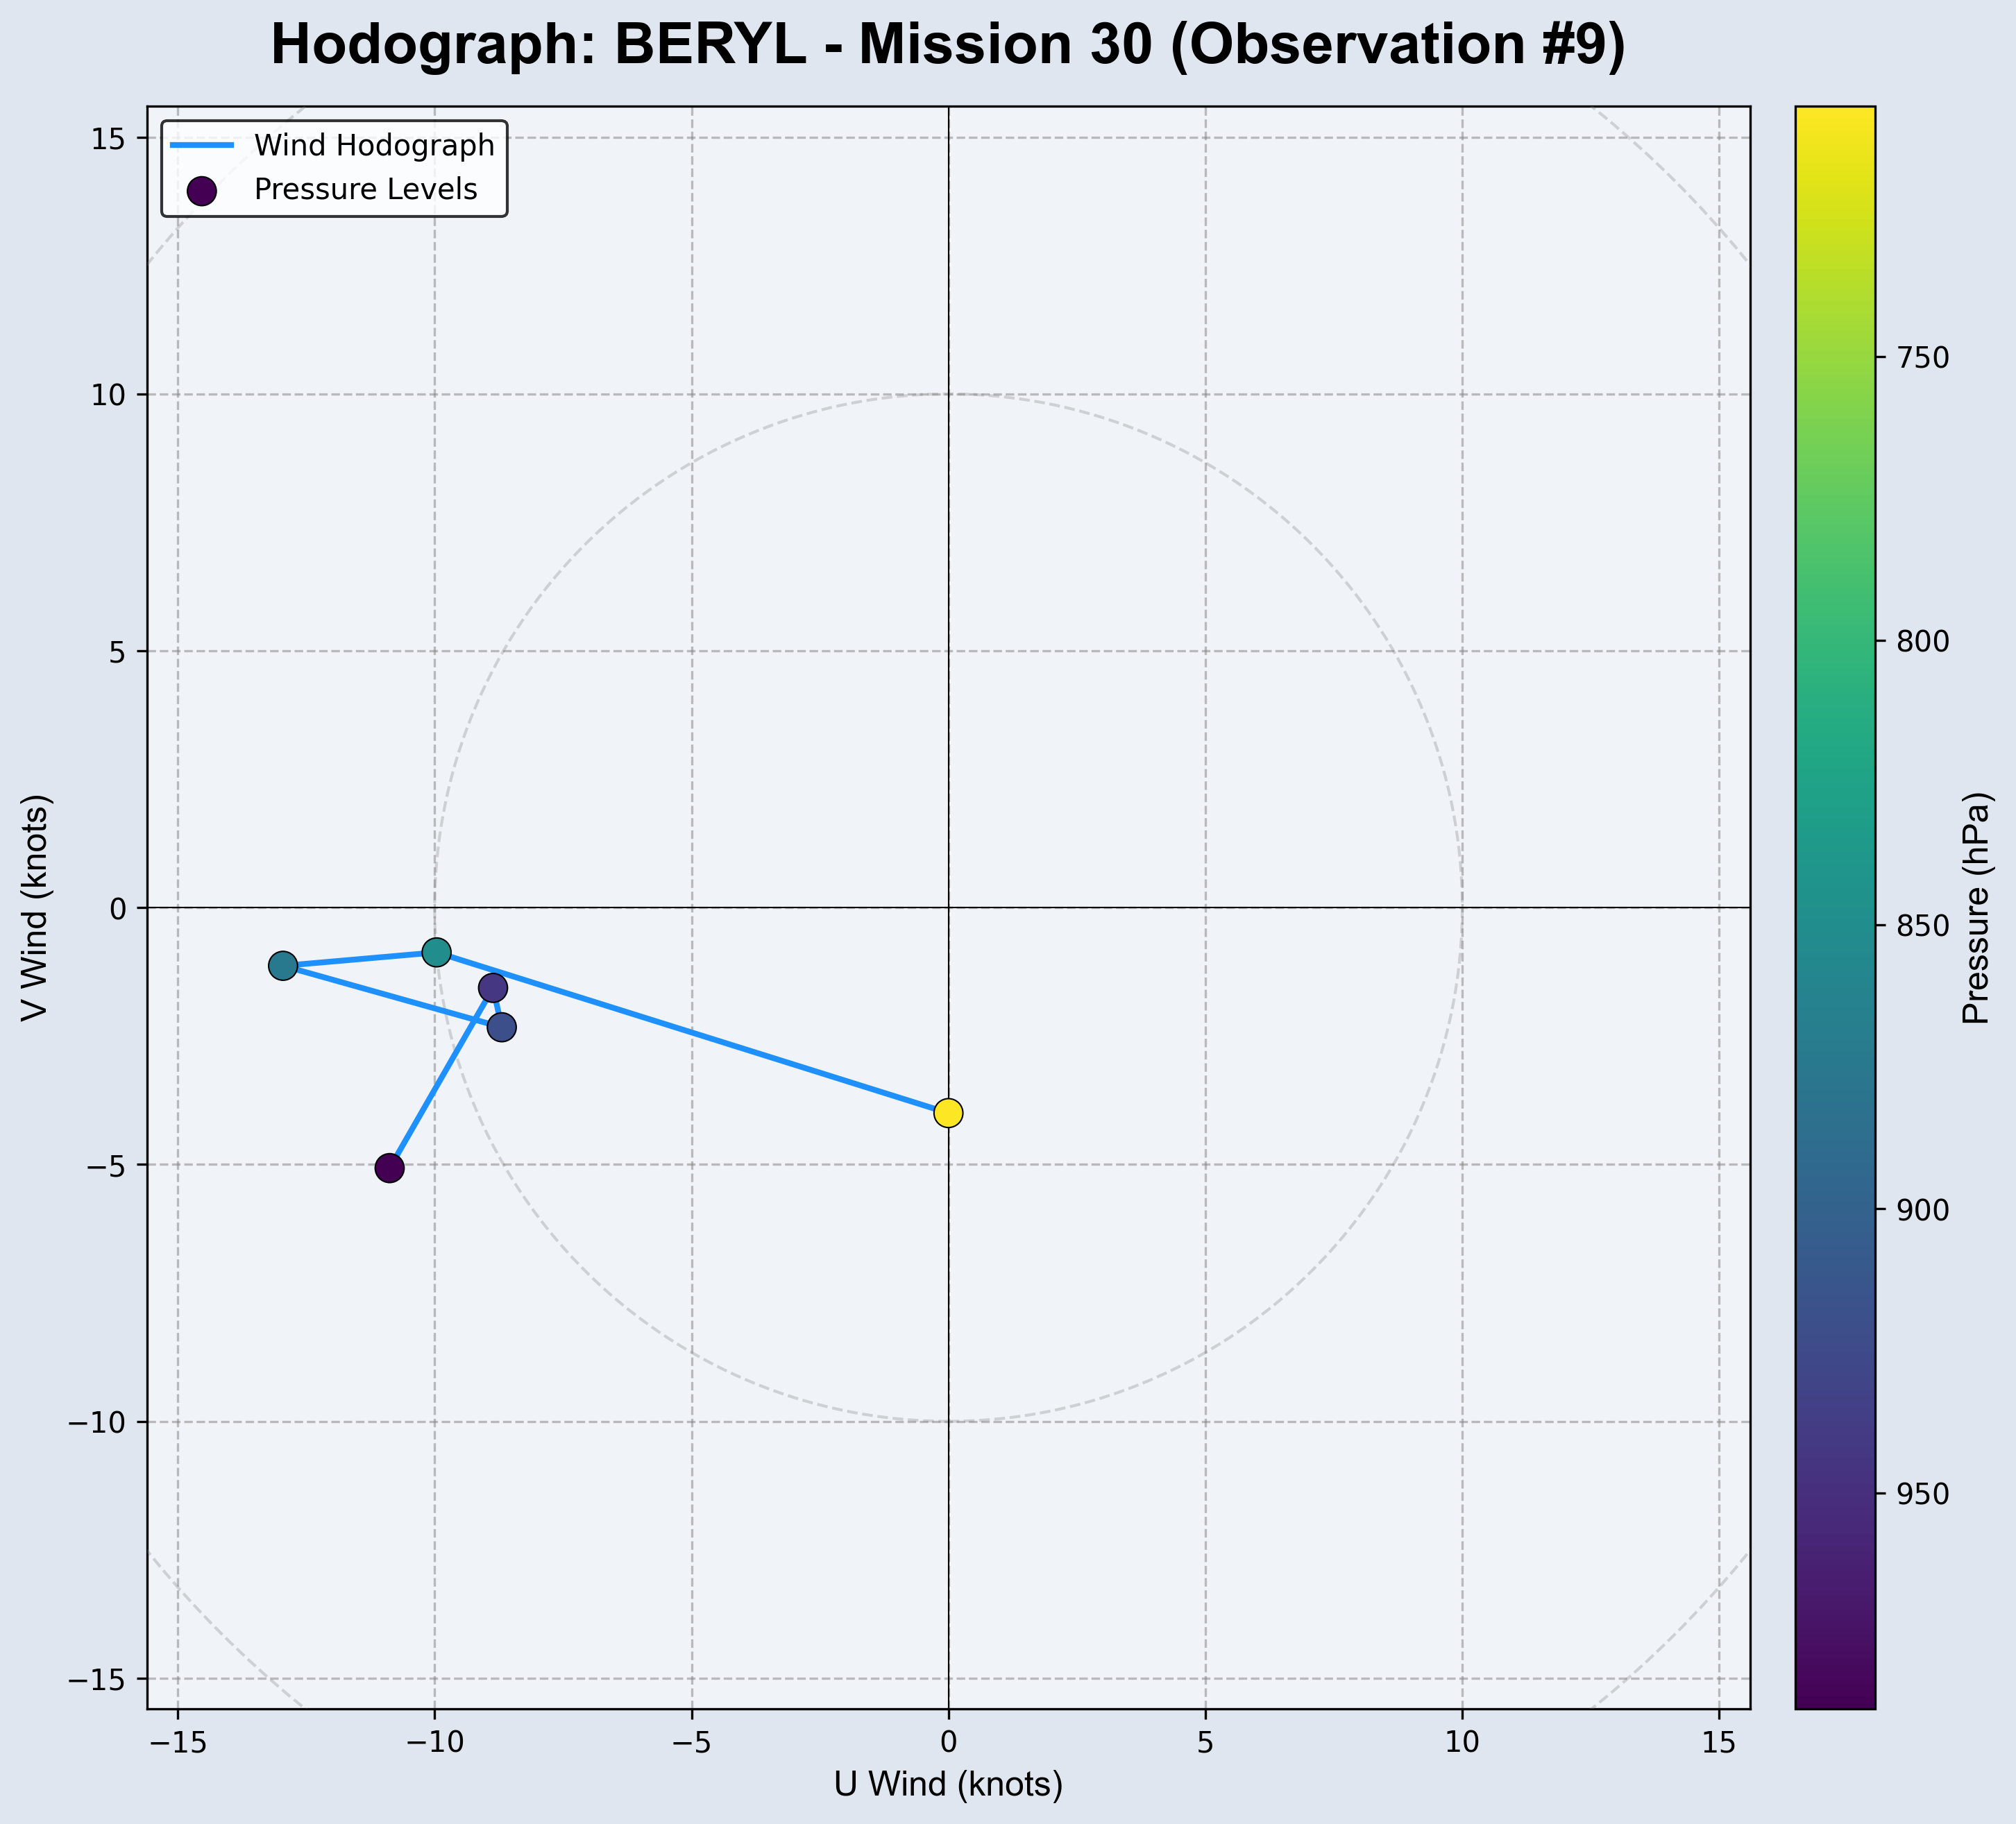 Hodograph: BERYL - Mission 30 (Observation #9)
Wind Hodograph
Pressure Levels
15
10
5
0
−5
−10
−15
V Wind (knots)
−15 −10 −5 0 5 10 15
U Wind (knots)
750
800
850
900
950
Pressure (hPa)